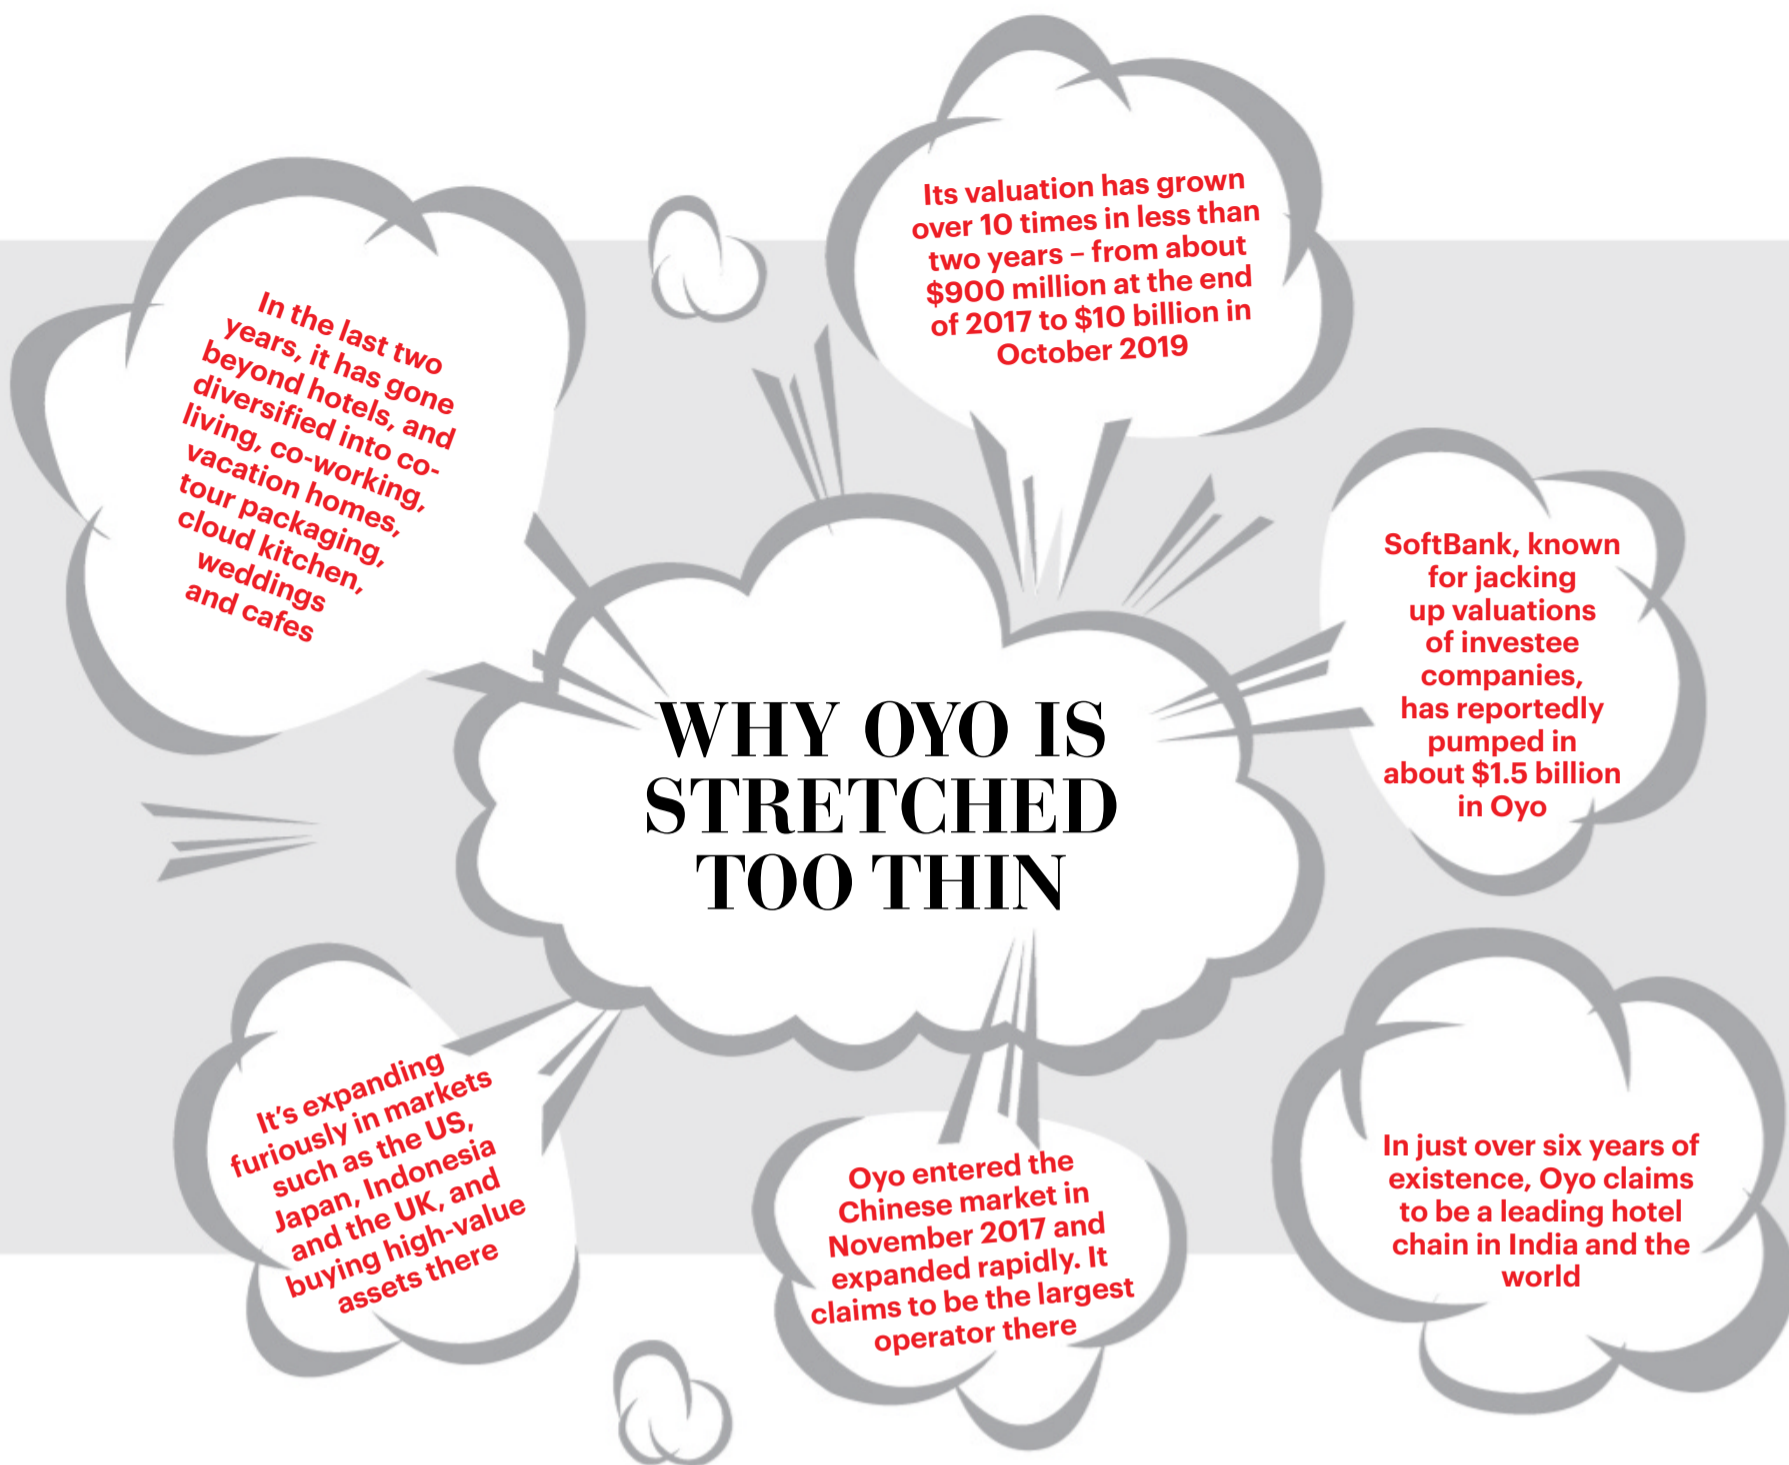 WHY OYO IS
STRETCHED
TOO THIN
Its valuation has grown
over 10 times in less than
two years – from about
$900 million at the end
of 2017 to $10 billion in
October 2019
In the last two
years, it has gone
beyond hotels, and
diversified into co-
living, co-working,
vacation homes,
tour packaging,
cloud kitchen,
weddings
and cafes
SoftBank, known
for jacking
up valuations
of investee
companies,
has reportedly
pumped in
about $1.5 billion
in Oyo
It's expanding
furiously in markets
such as the US,
Japan, Indonesia
and the UK, and
buying high-value
assets there
Oyo entered the
Chinese market in
November 2017 and
expanded rapidly. It
claims to be the largest
operator there
In just over six years of
existence, Oyo claims
to be a leading hotel
chain in India and the
world